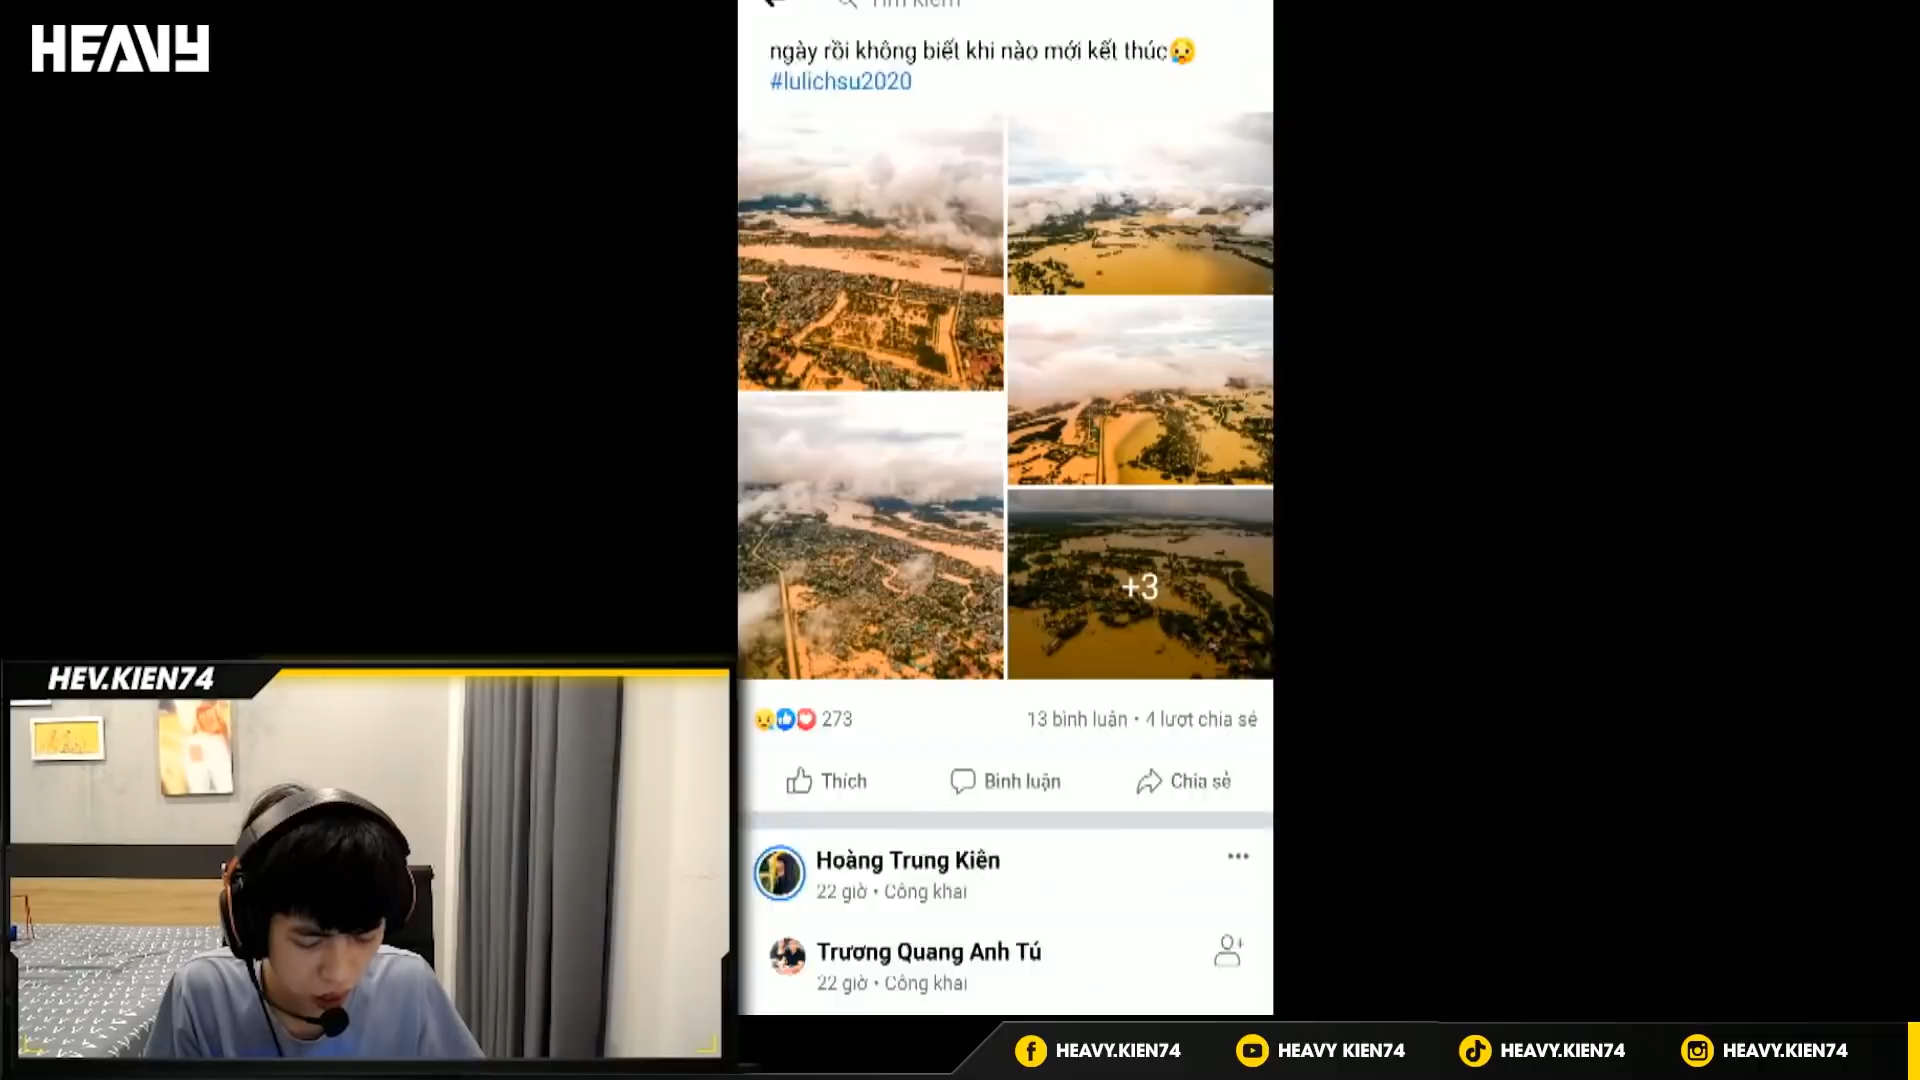 HEAVY
Tìm kiếm
ngày rồi không biết khi nào mới kết thúc😥
#lulichsu2020
+3
273
13 bình luận • 4 lượt chia sẻ
Thích
Bình luận
Chia sẻ
Hoàng Trung Kiên
22 giờ • Công khai
Trương Quang Anh Tú
22 giờ • Công khai
HEV.KIEN74
HEAVY.KIEN74
HEAVY KIEN74
HEAVY.KIEN74
HEAVY.KIEN74